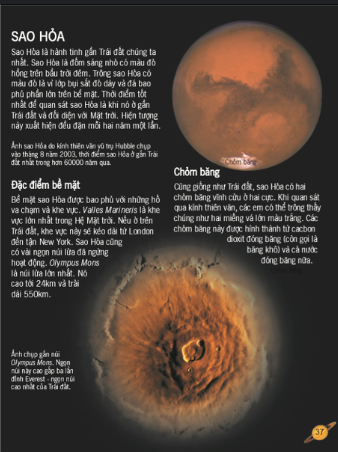 SAO HỎA
Sao Hỏa là hành tinh gần Trái đất chúng ta
nhất. Sao Hỏa là đốm sáng nhỏ có màu đỏ
hồng trên bầu trời đêm. Trông sao Hỏa có
màu đỏ là vì lớp bụi sắt đỏ dày và đá bao
phủ phần lớn trên bề mặt. Thời điểm tốt
nhất để quan sát sao Hỏa là khi nó ở gần
Trái đất và đối diện với Mặt trời. Hiện tượng
này xuất hiện đều đặn mỗi hai năm một lần.
Ảnh sao Hỏa do kính thiên văn vũ trụ Hubble chụp
vào tháng 8 năm 2003, thời điểm sao Hỏa ở gần Trái
đất nhất trong hơn 60000 năm qua.
Đặc điểm bề mặt
Bề mặt sao Hỏa được bao phủ với những hố
va chạm và khe vực. Valles Marineris là khe
vực lớn nhất trong Hệ Mặt trời. Nếu ở trên
Trái đất, khe vực này sẽ kéo dài từ London
đến tận New York. Sao Hỏa cũng
có vài ngọn núi lửa đã ngừng
hoạt động. Olympus Mons
là núi lửa lớn nhất. Nó
cao tới 24km và trải
dài 550km.
Ảnh chụp gần núi
Olympus Mons. Ngọn
núi này cao gấp ba lần
đỉnh Everest - ngọn núi
cao nhất của Trái đất.
Chỏm băng
Chỏm băng
Cũng giống như Trái đất, sao Hỏa có hai
chỏm băng vĩnh cửu ở hai cực. Khi quan sát
qua kính thiên văn, các em có thể trông thấy
chúng như hai miếng vá lớn màu trắng. Các
chỏm băng này được hình thành từ cacbon
dioxit đóng băng (còn gọi là
băng khô) và cả nước
đóng băng nữa.
37